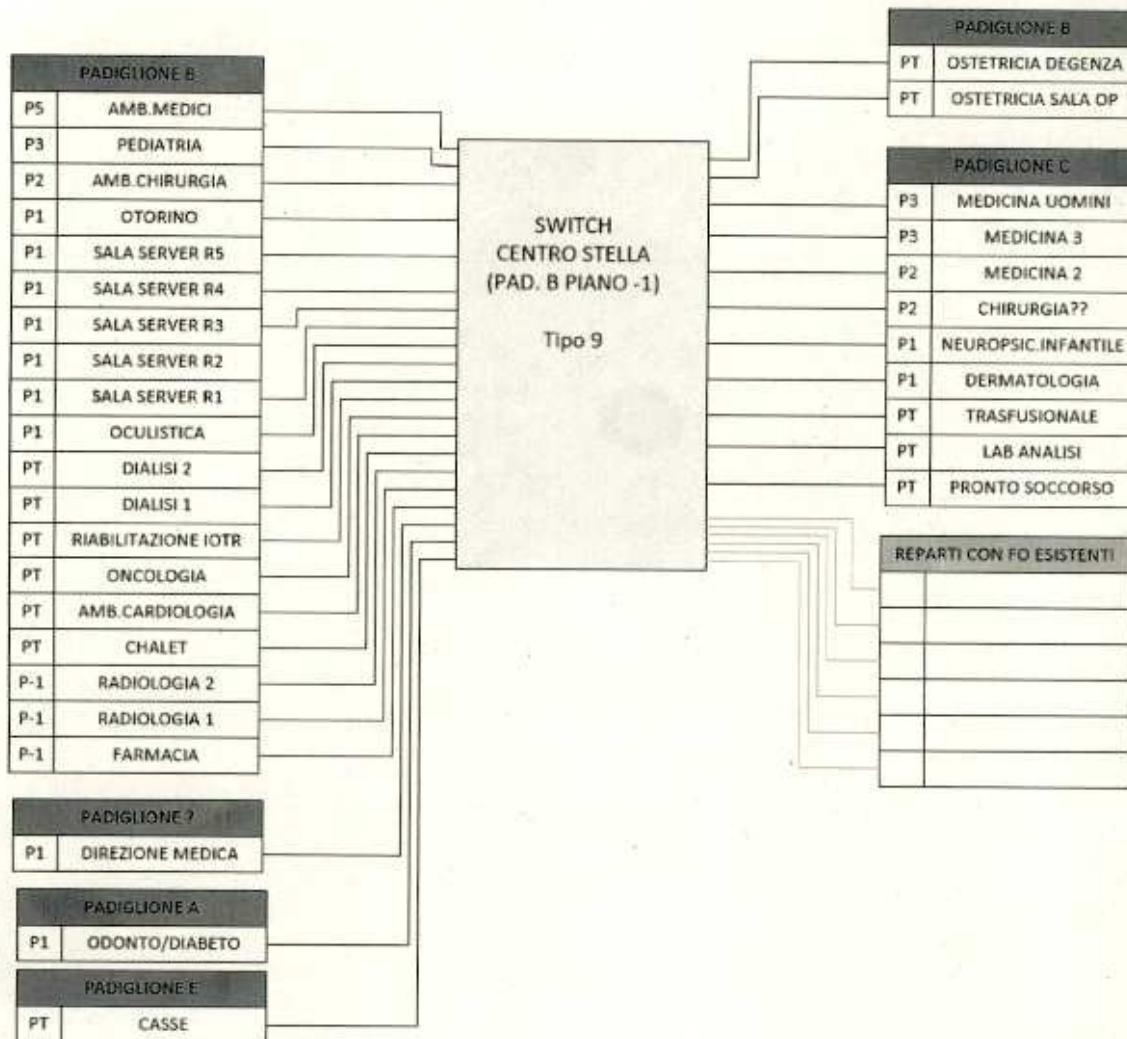 PADIGLIONE B
P5 AMB.MEDICI
P3 PEDIATRIA
P2 AMB.CHIRURGIA
P1 OTORINO
P1 SALA SERVER R5
P1 SALA SERVER R4
P1 SALA SERVER R3
P1 SALA SERVER R2
P1 SALA SERVER R1
P1 OCULISTICA
PT DIALISI 2
PT DIALISI 1
PT RIABILITAZIONE IOTR
PT ONCOLOGIA
PT AMB.CARDIOLOGIA
PT CHALET
P-1 RADIOLOGIA 2
P-1 RADIOLOGIA 1
P-1 FARMACIA
PADIGLIONE ?
P1 DIREZIONE MEDICA
PADIGLIONE A
P1 ODONTO/DIABETO
PADIGLIONE E
PT CASSE
SWITCH
CENTRO STELLA
(PAD. B PIANO -1)
Tipo 9
PADIGLIONE B
PT OSTETRICIA DEGENZA
PT OSTETRICIA SALA OP
PADIGLIONE C
P3 MEDICINA UOMINI
P3 MEDICINA 3
P2 MEDICINA 2
P2 CHIRURGIA??
P1 NEUROPSIC.INFANTILE
P1 DERMATOLOGIA
PT TRASFUSIONALE
PT LAB ANALISI
PT PRONTO SOCCORSO
REPARTI CON FO ESISTENTI